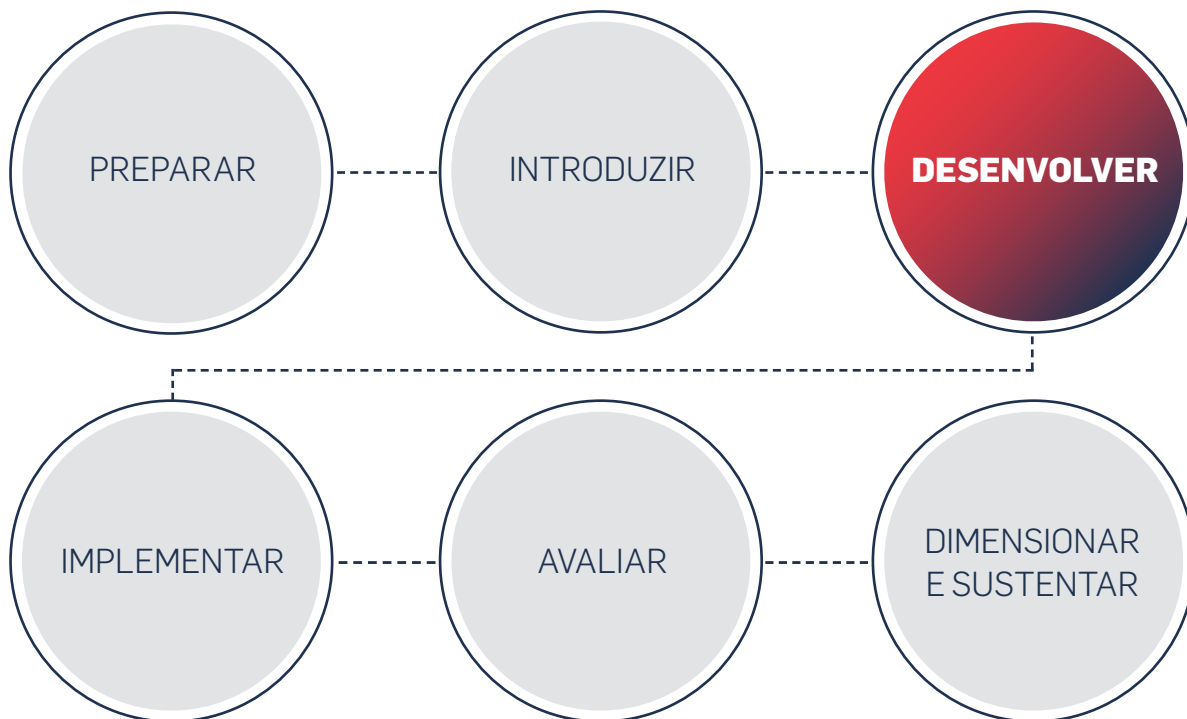 PREPARAR
INTRODUZIR
DESENVOLVER
IMPLEMENTAR
AVALIAR
DIMENSIONAR
E SUSTENTAR